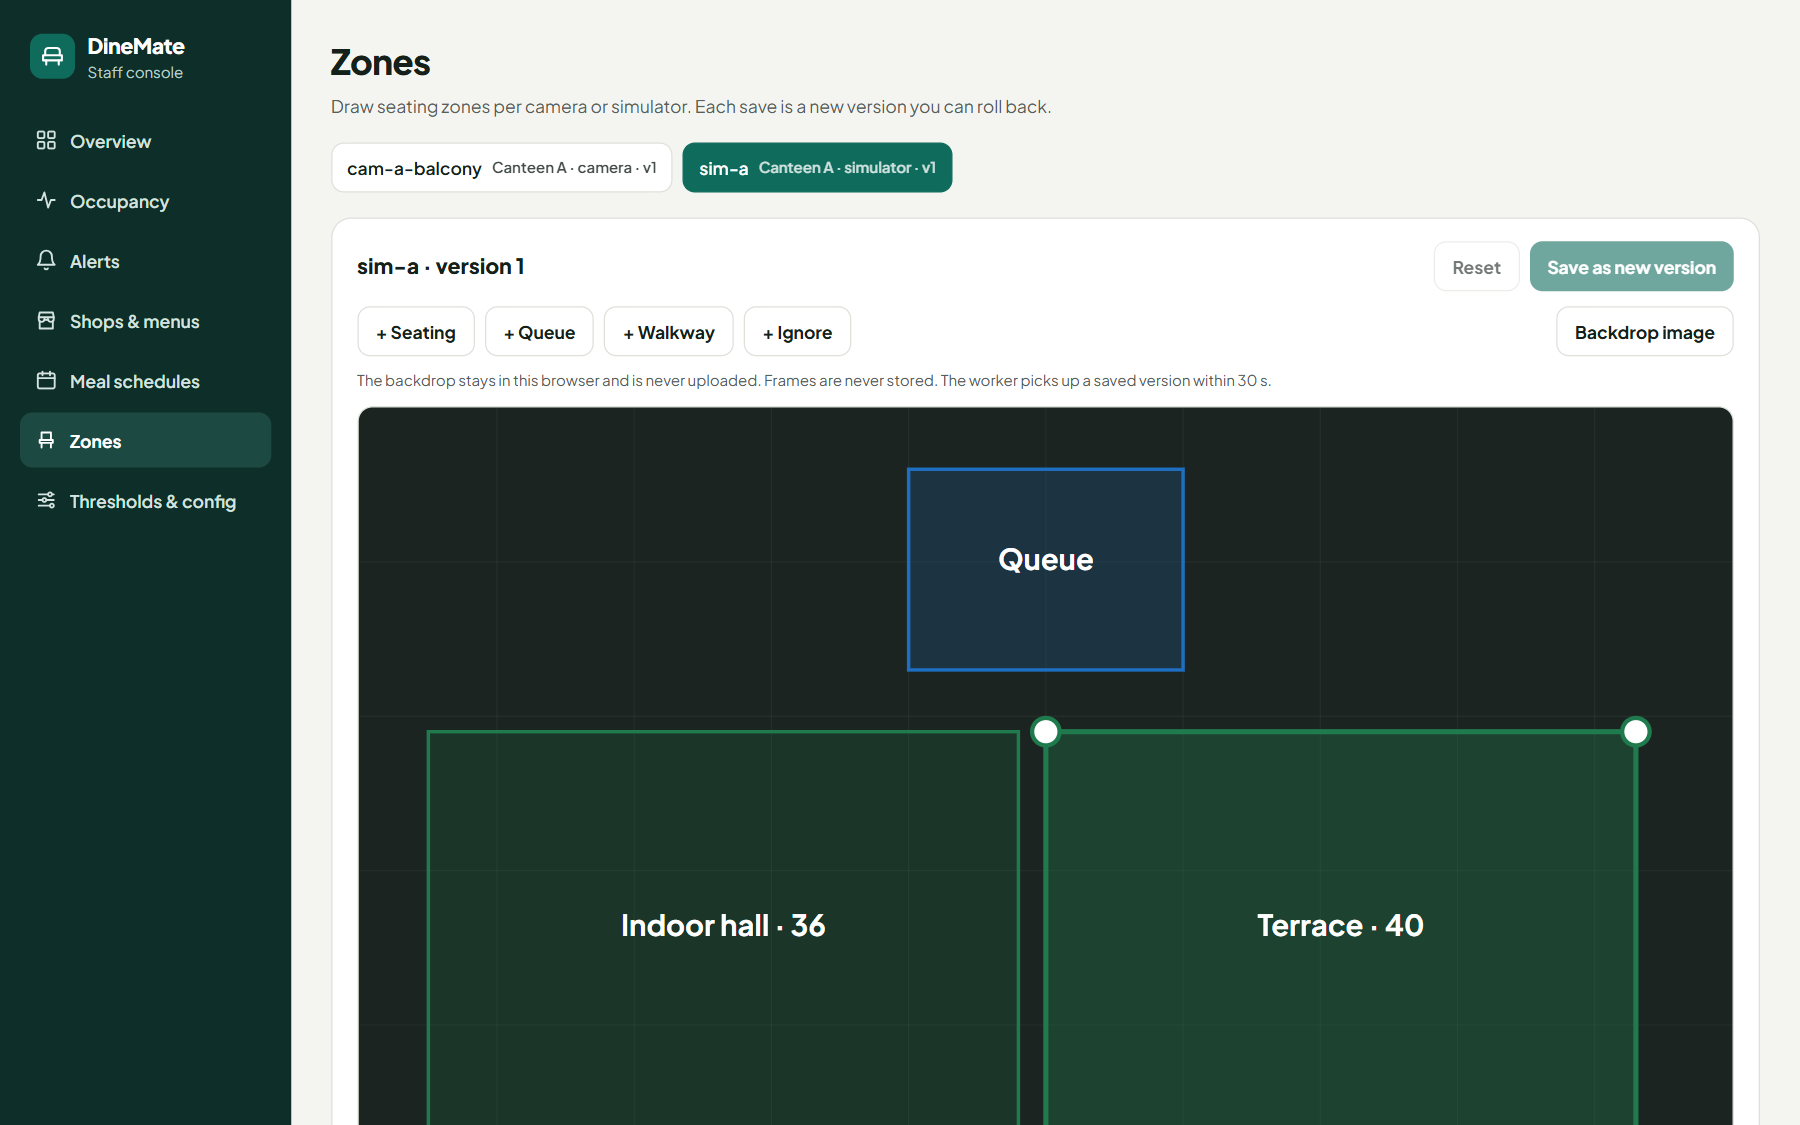 DineMate
Staff console
Overview
Occupancy
Alerts
Shops & menus
Meal schedules
Zones
Thresholds & config
Zones
Draw seating zones per camera or simulator. Each save is a new version you can roll back.
cam-a-balcony Canteen A · camera · v1
sim-a Canteen A · simulator · v1
sim-a · version 1
Reset
Save as new version
+ Seating
+ Queue
+ Walkway
+ Ignore
Backdrop image
The backdrop stays in this browser and is never uploaded. Frames are never stored. The worker picks up a saved version within 30 s.
Queue
Indoor hall · 36
Terrace · 40